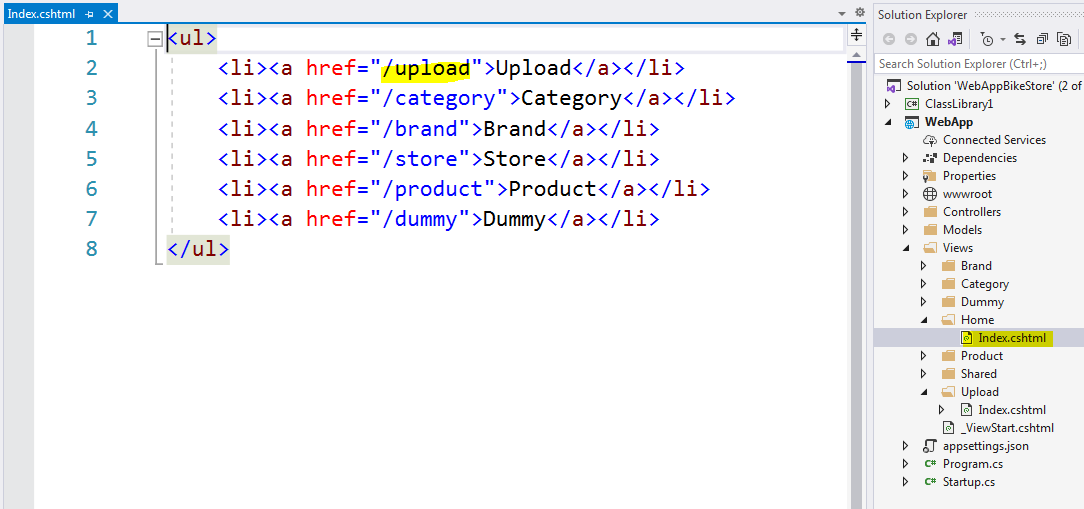 Index.cshtml
1 <ul>
2 <li><a href="/upload">Upload</a></li>
3 <li><a href="/category">Category</a></li>
4 <li><a href="/brand">Brand</a></li>
5 <li><a href="/store">Store</a></li>
6 <li><a href="/product">Product</a></li>
7 <li><a href="/dummy">Dummy</a></li>
8 </ul>
Solution Explorer
Search Solution Explorer (Ctrl+;)
Solution 'WebAppBikeStore' (2 of
C# ClassLibrary1
WebApp
Connected Services
Dependencies
Properties
wwwroot
Controllers
Models
Views
Brand
Category
Dummy
Home
Index.cshtml
Product
Shared
Upload
Index.cshtml
_ViewStart.cshtml
appsettings.json
C# Program.cs
C# Startup.cs